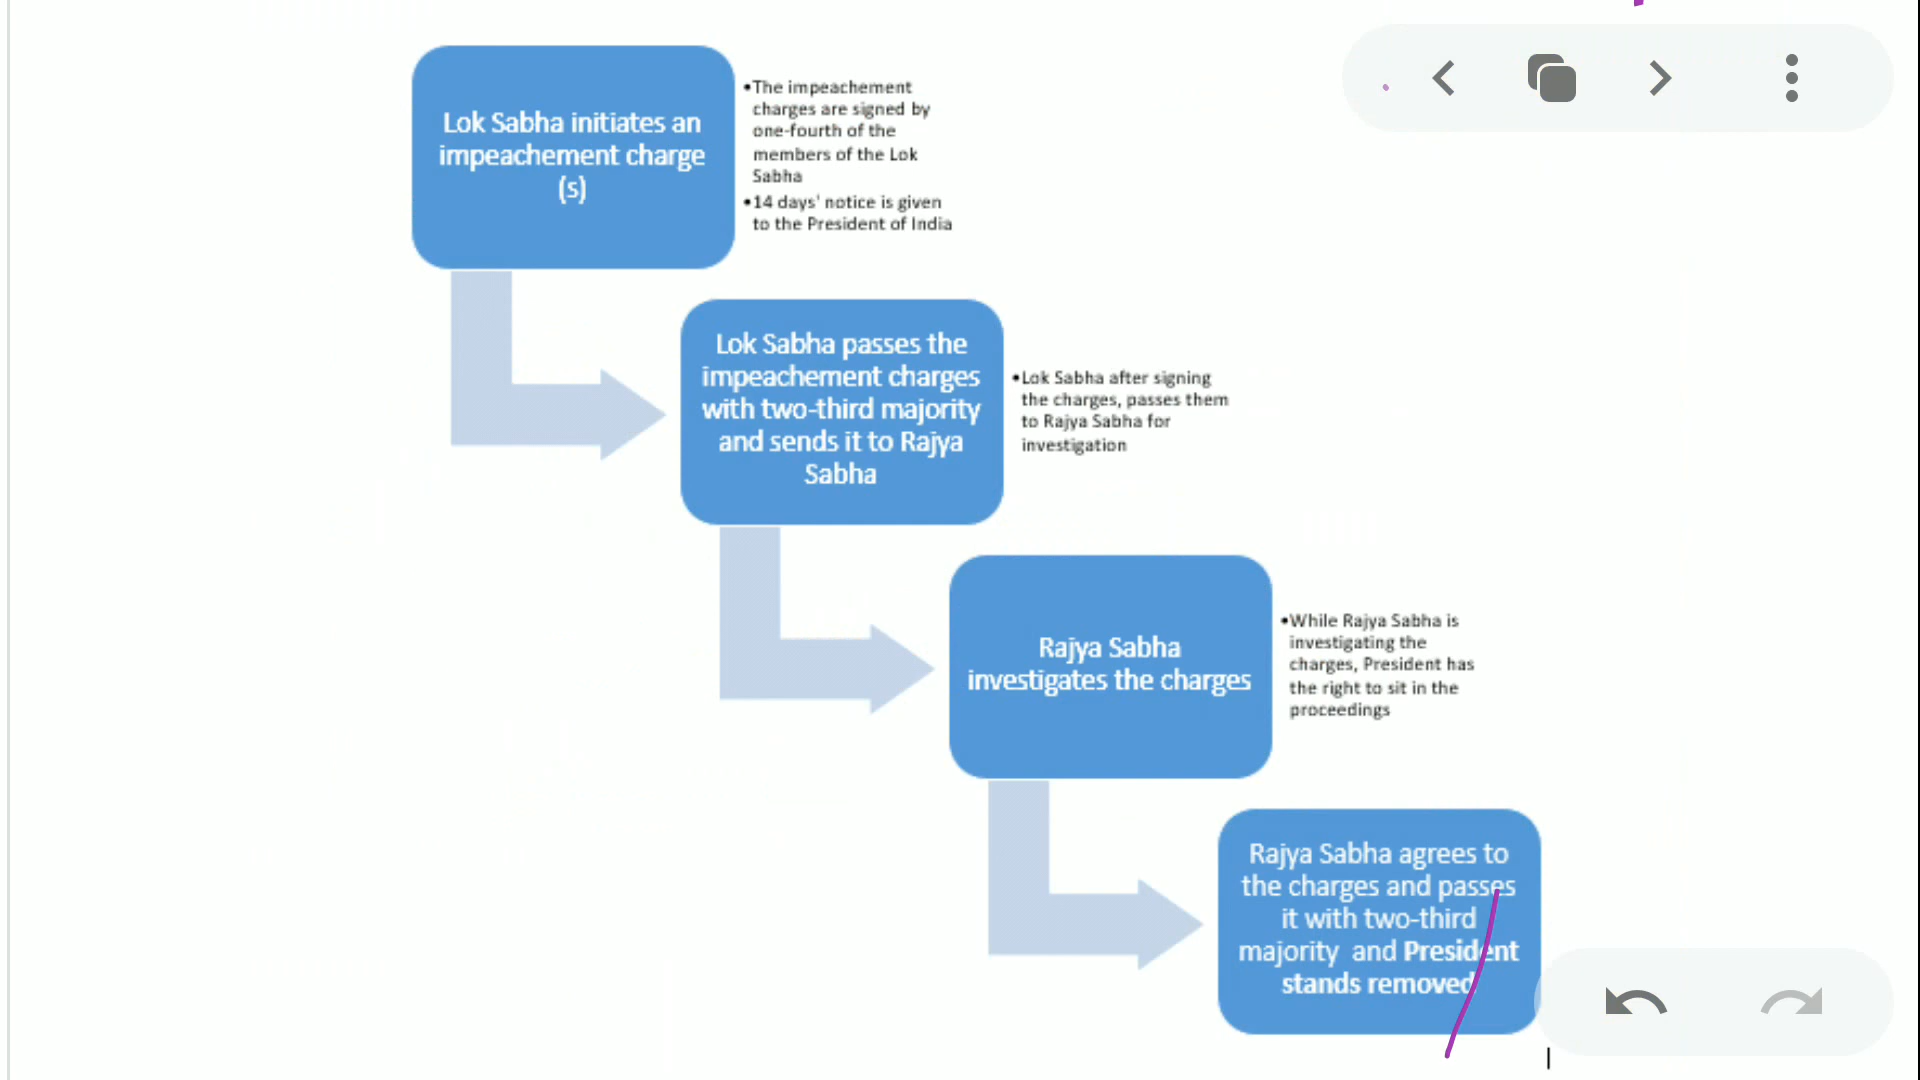 Lok Sabha initiates an
impeachement charge
(s)
•The impeachement
charges are signed by
one-fourth of the
members of the Lok
Sabha
•14 days' notice is given
to the President of India
Lok Sabha passes the
impeachement charges
with two-third majority
and sends it to Rajya
Sabha
•Lok Sabha after signing
the charges, passes them
to Rajya Sabha for
investigation
Rajya Sabha
investigates the charges
•While Rajya Sabha is
investigating the
charges, President has
the right to sit in the
proceedings
Rajya Sabha agrees to
the charges and passes
it with two-third
majority and President
stands removed